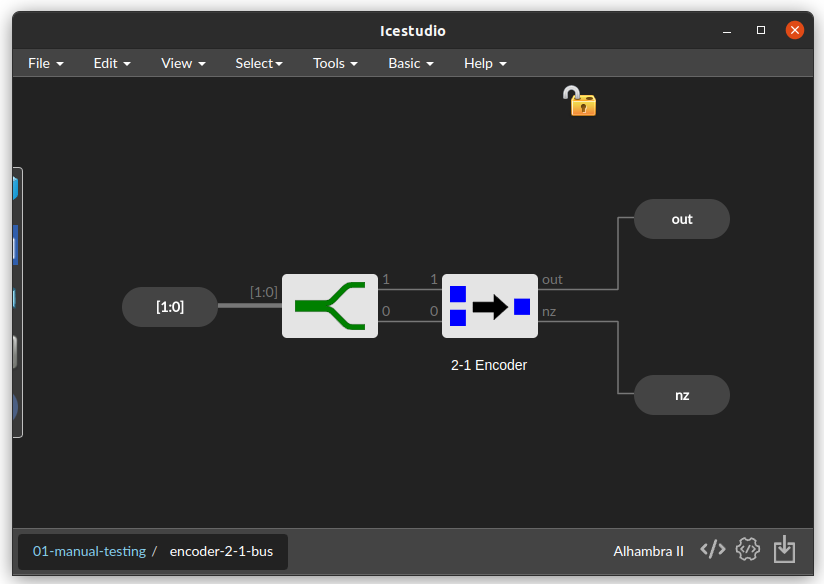 Icestudio
File Edit View Select Tools Basic Help
out
[1:0] 1 1 out
[1:0]
0 0 nz
2-1 Encoder
nz
01-manual-testing / encoder-2-1-bus Alhambra II </>